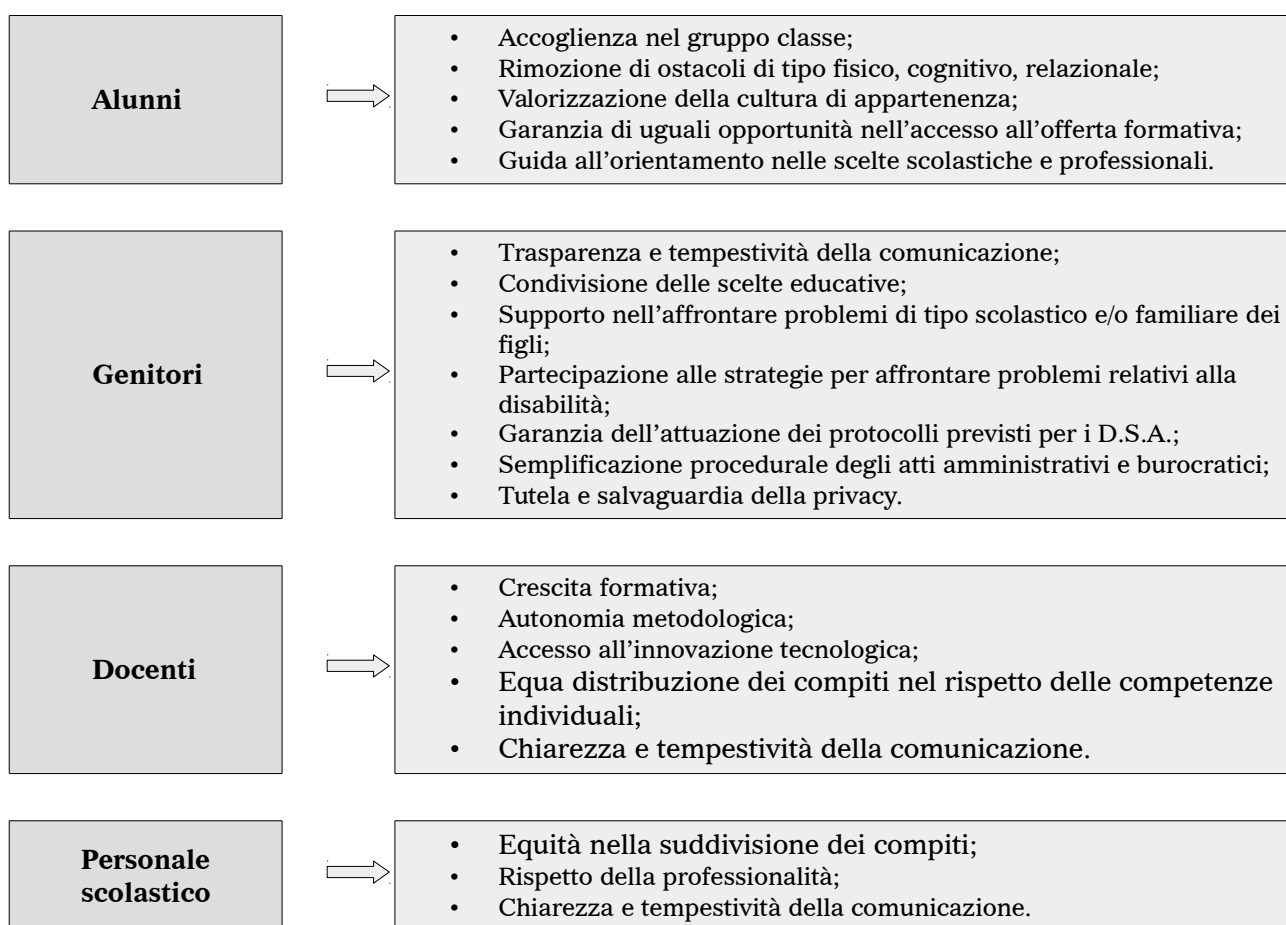 Alunni
• Accoglienza nel gruppo classe;
• Rimozione di ostacoli di tipo fisico, cognitivo, relazionale;
• Valorizzazione della cultura di appartenenza;
• Garanzia di uguali opportunità nell’accesso all’offerta formativa;
• Guida all’orientamento nelle scelte scolastiche e professionali.
Genitori
• Trasparenza e tempestività della comunicazione;
• Condivisione delle scelte educative;
• Supporto nell’affrontare problemi di tipo scolastico e/o familiare dei
figli;
• Partecipazione alle strategie per affrontare problemi relativi alla
disabilità;
• Garanzia dell’attuazione dei protocolli previsti per i D.S.A.;
• Semplificazione procedurale degli atti amministrativi e burocratici;
• Tutela e salvaguardia della privacy.
Docenti
• Crescita formativa;
• Autonomia metodologica;
• Accesso all’innovazione tecnologica;
• Equa distribuzione dei compiti nel rispetto delle competenze
individuali;
• Chiarezza e tempestività della comunicazione.
Personale
scolastico
• Equità nella suddivisione dei compiti;
• Rispetto della professionalità;
• Chiarezza e tempestività della comunicazione.